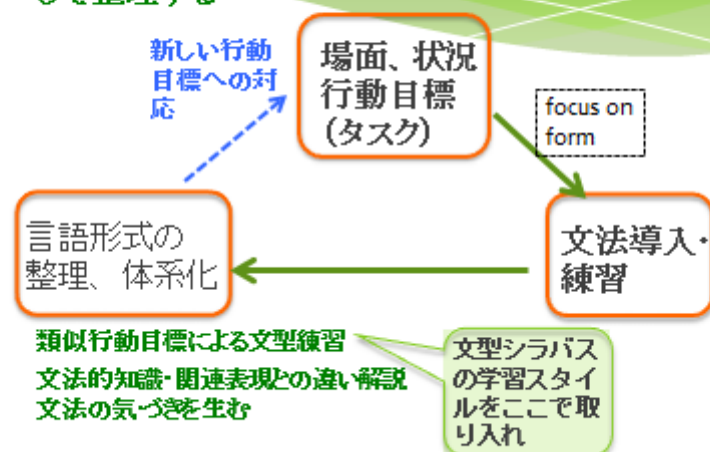 を整理する
新しい行動
目標への対
応
場面、状況
行動目標
(タスク)
focus on
form
言語形式の
整理、体系化
文法導入・
練習
類似行動目標による文型練習
文法的知識・関連表現との違い解説
文法の気づきを生む
文型シラバス
の学習スタイ
ルをここで取
り入れ